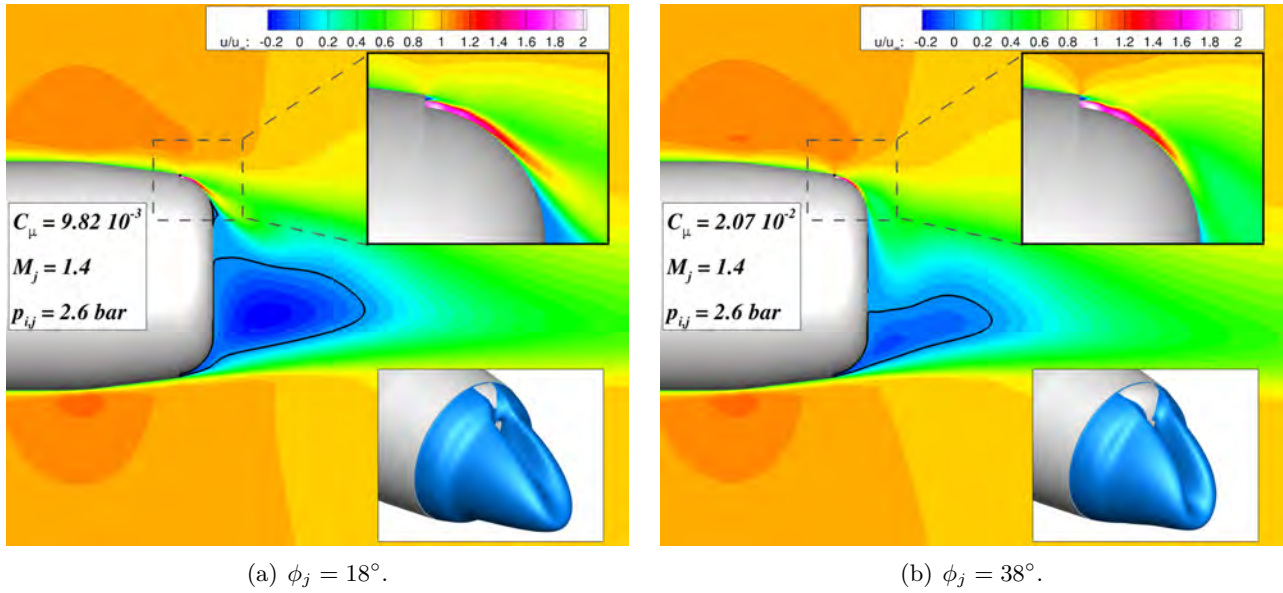 u/u∞: -0.2 0 0.2 0.4 0.6 0.8 1 1.2 1.4 1.6 1.8 2
Cμ = 9.82 10⁻³
Mj = 1.4
pi,j = 2.6 bar
(a) ϕj = 18°.
u/u∞: -0.2 0 0.2 0.4 0.6 0.8 1 1.2 1.4 1.6 1.8 2
Cμ = 2.07 10⁻²
Mj = 1.4
pi,j = 2.6 bar
(b) ϕj = 38°.